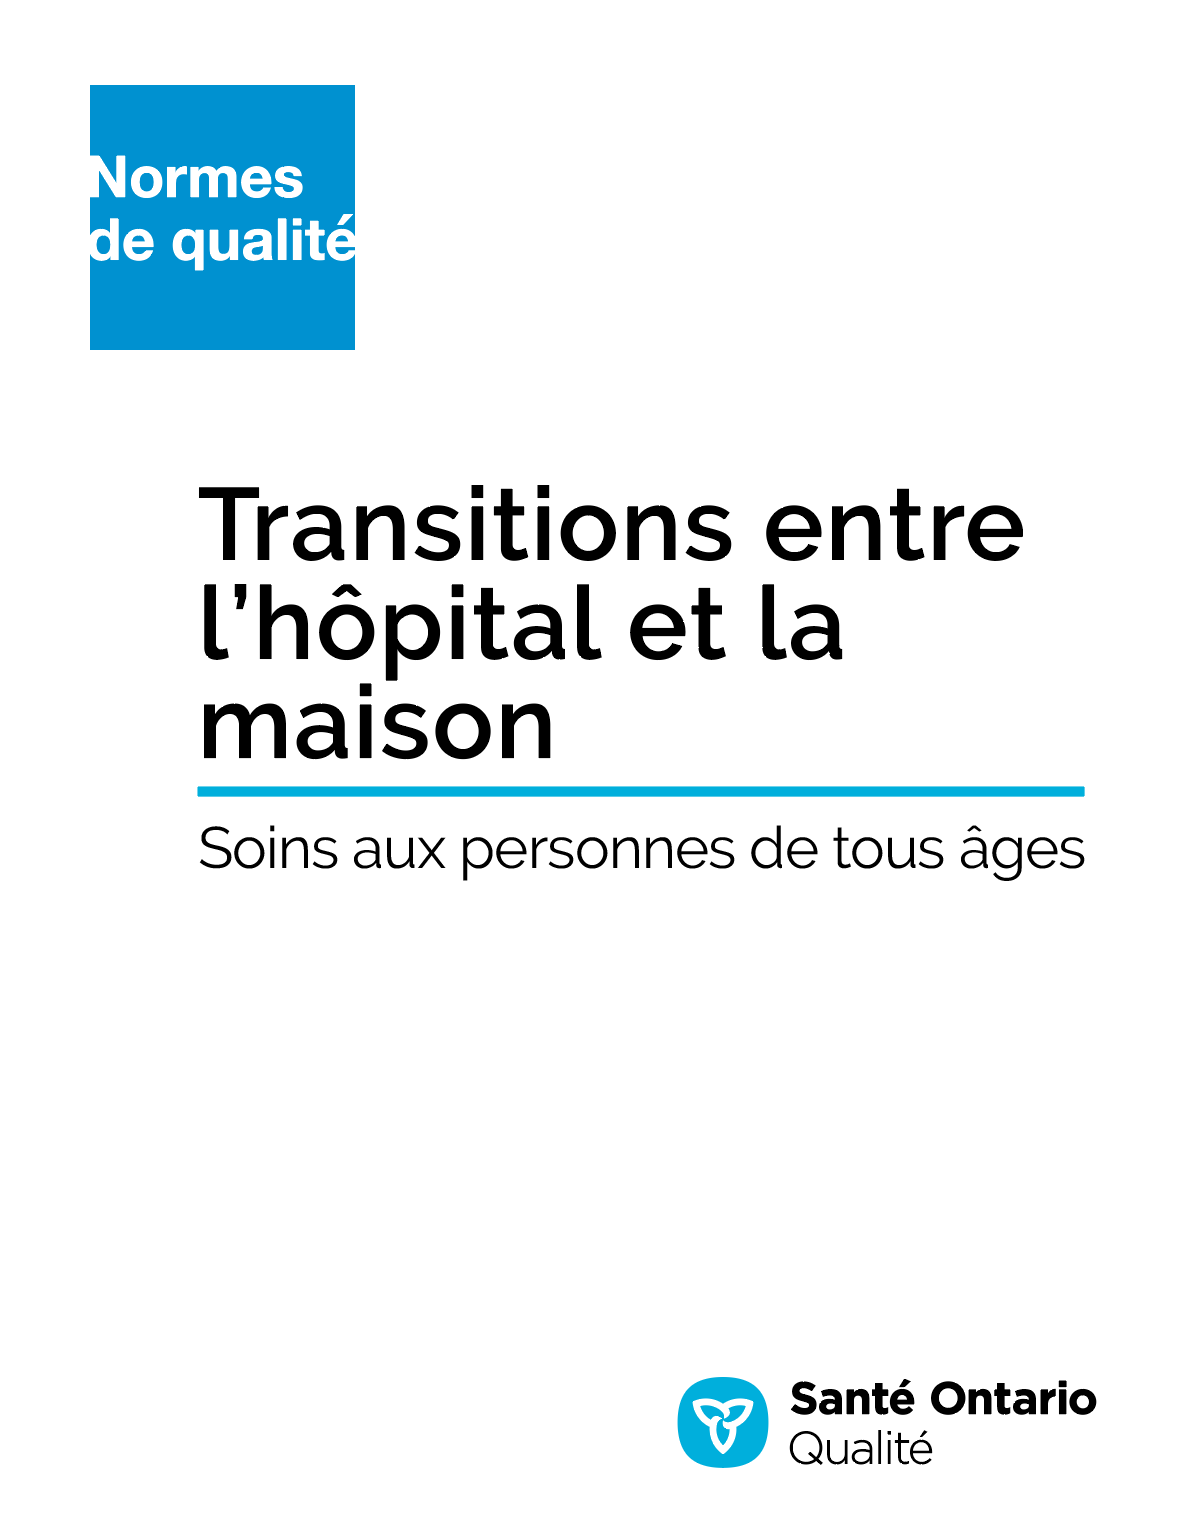 Normes
de qualité
Transitions entre
l’hôpital et la
maison
Soins aux personnes de tous âges
Santé Ontario
Qualité